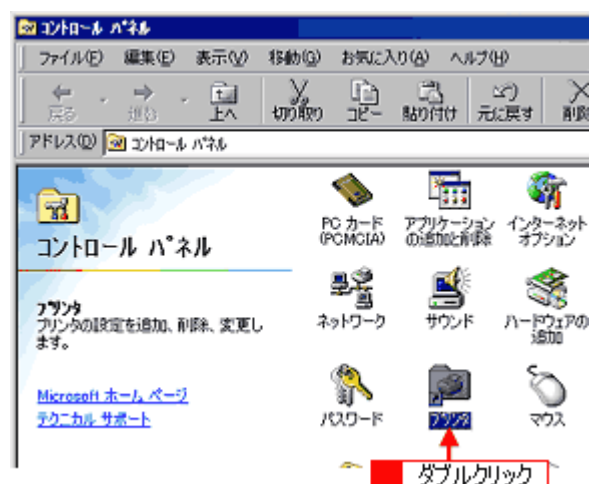 コントロール パネル
ファイル(F) 編集(E) 表示(V) 移動(G) お気に入り(A) ヘルプ(H)
戻る 進む 上へ 切り取り コピー 貼り付け 元に戻す 削除
アドレス(D) コントロール パネル
コントロール パネル
プリンタ
プリンタの設定を追加、削除、変更し
ます。
Microsoft ホーム ページ
テクニカル サポート
PC カード
(PCMCIA)
アプリケーション
の追加と削除
インターネット
オプション
ネットワーク
サウンド
ハードウェアの
追加
パスワード
プリンタ
マウス
ダブルクリック